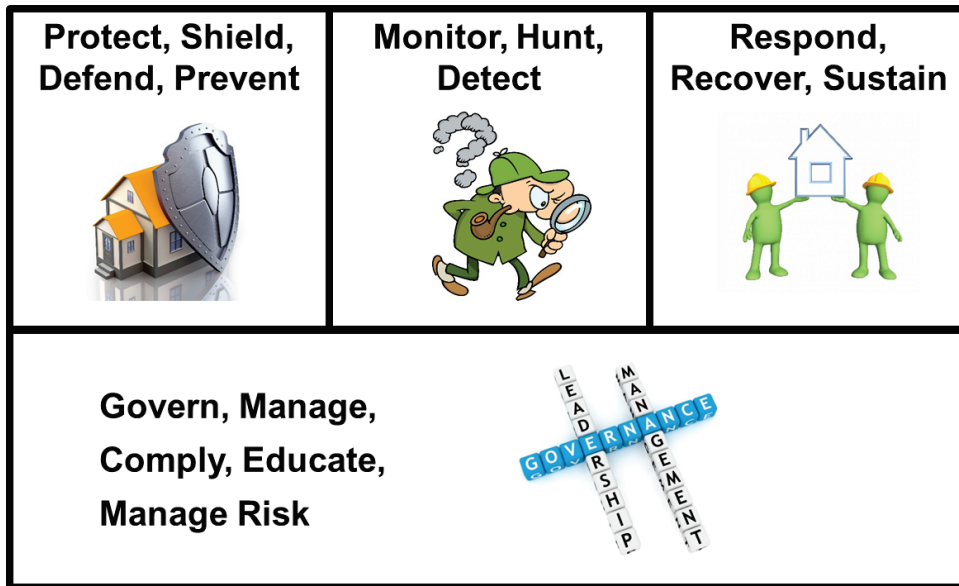 Protect, Shield,
Defend, Prevent
Monitor, Hunt,
Detect
Respond,
Recover, Sustain
Govern, Manage,
Comply, Educate,
Manage Risk
LEADERSHIP
MANAGEMENT
GOVERNANCE